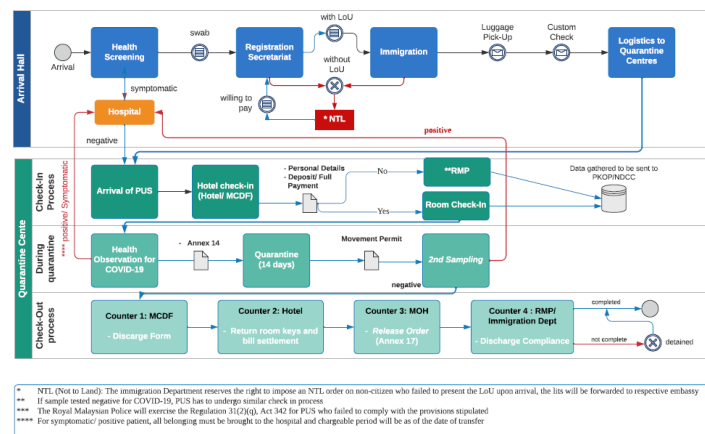 Arrival Hall
Arrival
Health
Screening
swab
Registration
Secretariat
with LoU
without
LoU
Immigration
Luggage
Pick-Up
Custom
Check
Logistics to
Quarantine
Centres
symptomatic
Hospital
willing to
pay
* NTL
negative
positive
**** positive/ Symptomatic
Quarantine Cente
Check-In
Process
Arrival of PUS
Hotel check-in
(Hotel/ MCDF)
- Personal Details
- Deposit/ Full
Payment
No
**RMP
Yes
Room Check-In
Data gathered to be sent to
PKOP/NDCC
During
quarantine
Health
Observation for
COVID-19
- Annex 14
Quarantine
(14 days)
Movement Permit
2nd Sampling
negative
Check-Out
process
Counter 1: MCDF
- Discarge Form
Counter 2: Hotel
- Return room keys and
bill settlement
Counter 3: MOH
- Release Order
(Annex 17)
Counter 4 : RMP/
Immigration Dept
- Discharge Compliance
completed
not complete
detained
* NTL (Not to Land): The immigration Department reserves the right to impose an NTL order on non-citizen who failed to present the LoU upon arrival, the lits will be forwarded to respective embassy
** If sample tested negative for COVID-19, PUS has to undergo similar check in process
*** The Royal Malaysian Police will exercise the Regulation 31(2)(q), Act 342 for PUS who failed to comply with the provisions stipulated
**** For symptomatic/ positive patient, all belonging must be brought to the hospital and chargeable period will be as of the date of transfer